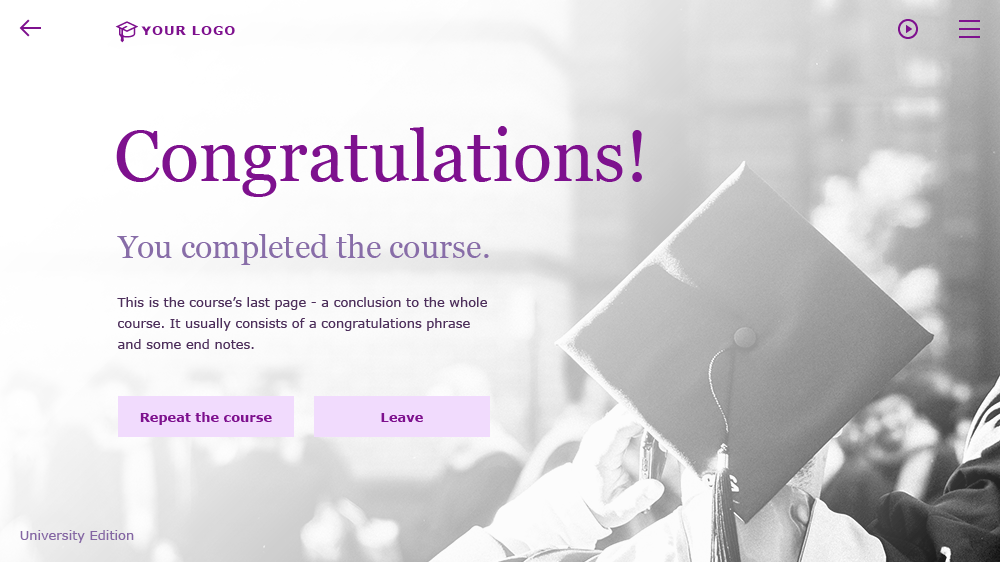 YOUR LOGO
Congratulations!
You completed the course.
This is the course’s last page - a conclusion to the whole
course. It usually consists of a congratulations phrase
and some end notes.
Repeat the course
Leave
University Edition